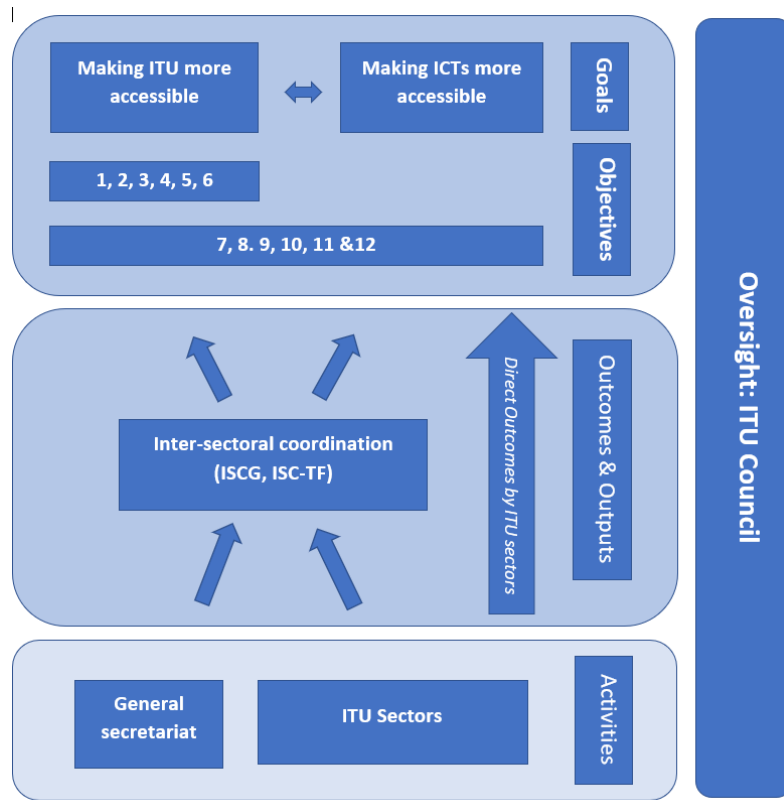 Making ITU more
accessible
Making ICTs more
accessible
Goals
1, 2, 3, 4, 5, 6
7, 8. 9, 10, 11 &12
Objectives
Inter-sectoral coordination
(ISCG, ISC-TF)
Direct Outcomes by ITU sectors
Outcomes & Outputs
General
secretariat
ITU Sectors
Activities
Oversight: ITU Council